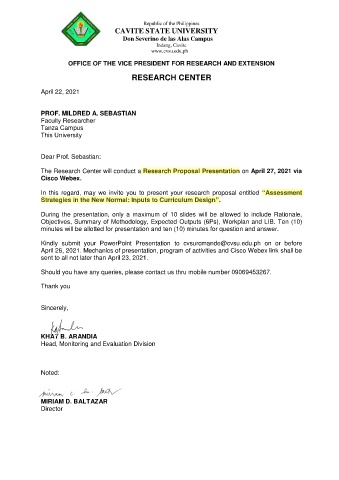 Republic of the Philippines
CAVITE STATE UNIVERSITY
Don Severino de las Alas Campus
Indang, Cavite
www.cvsu.edu.ph
OFFICE OF THE VICE PRESIDENT FOR RESEARCH AND EXTENSION
RESEARCH CENTER
April 22, 2021
PROF. MILDRED A. SEBASTIAN
Faculty Researcher
Tanza Campus
This University
Dear Prof. Sebastian:
The Research Center will conduct a Research Proposal Presentation on April 27, 2021 via
Cisco Webex.
In this regard, may we invite you to present your research proposal entitled “Assessment
Strategies in the New Normal: Inputs to Curriculum Design”.
During the presentation, only a maximum of 10 slides will be allowed to include Rationale,
Objectives, Summary of Methodology, Expected Outputs (6Ps), Workplan and LIB. Ten (10)
minutes will be allotted for presentation and ten (10) minutes for question and answer.
Kindly submit your PowerPoint Presentation to cvsuromando@cvsu.edu.ph on or before
April 26, 2021. Mechanics of presentation, program of activities and Cisco Webex link shall be
sent to all not later than April 23, 2021.
Should you have any queries, please contact us thru mobile number 09069453267.
Thank you
Sincerely,
KHAY B. ARANDIA
Head, Monitoring and Evaluation Division
Noted:
MIRIAM D. BALTAZAR
Director